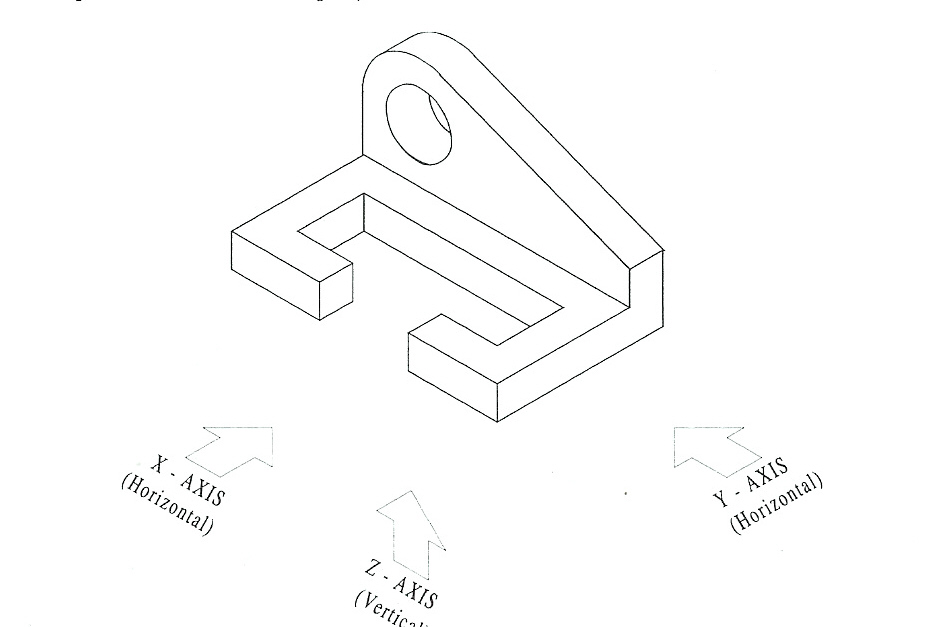 X - AXIS
(Horizontal)
Y - AXIS
(Horizontal)
Z - AXIS